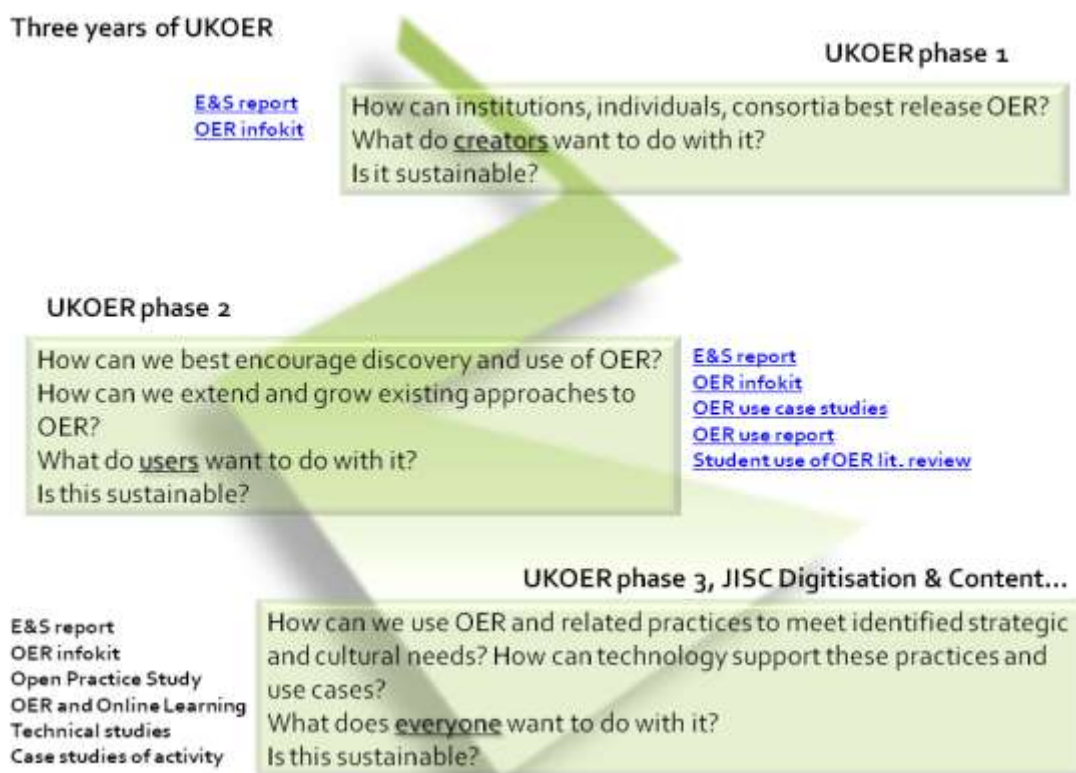 Three years of UKOER
UKOER phase 1
E&S report
OER infokit
How can institutions, individuals, consortia best release OER?
What do creators want to do with it?
Is it sustainable?
UKOER phase 2
How can we best encourage discovery and use of OER?
How can we extend and grow existing approaches to
OER?
What do users want to do with it?
Is this sustainable?
E&S report
OER infokit
OER use case studies
OER use report
Student use of OER lit. review
UKOER phase 3, JISC Digitisation & Content...
E&S report
OER infokit
Open Practice Study
OER and Online Learning
Technical studies
Case studies of activity
How can we use OER and related practices to meet identified strategic
and cultural needs? How can technology support these practices and
use cases?
What does everyone want to do with it?
Is this sustainable?